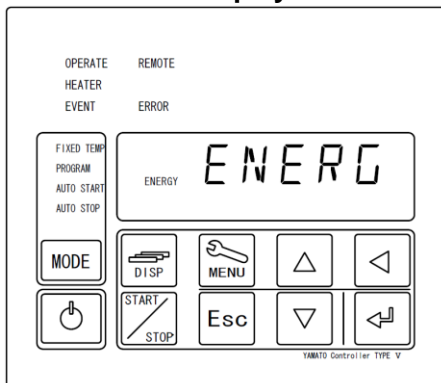 OPERATE REMOTE
HEATER
EVENT ERROR
FIXED TEMP
PROGRAM
AUTO START
AUTO STOP
ENERGY ENERG
MODE DISP MENU
START/STOP Esc
YAMATO Controller TYPE V